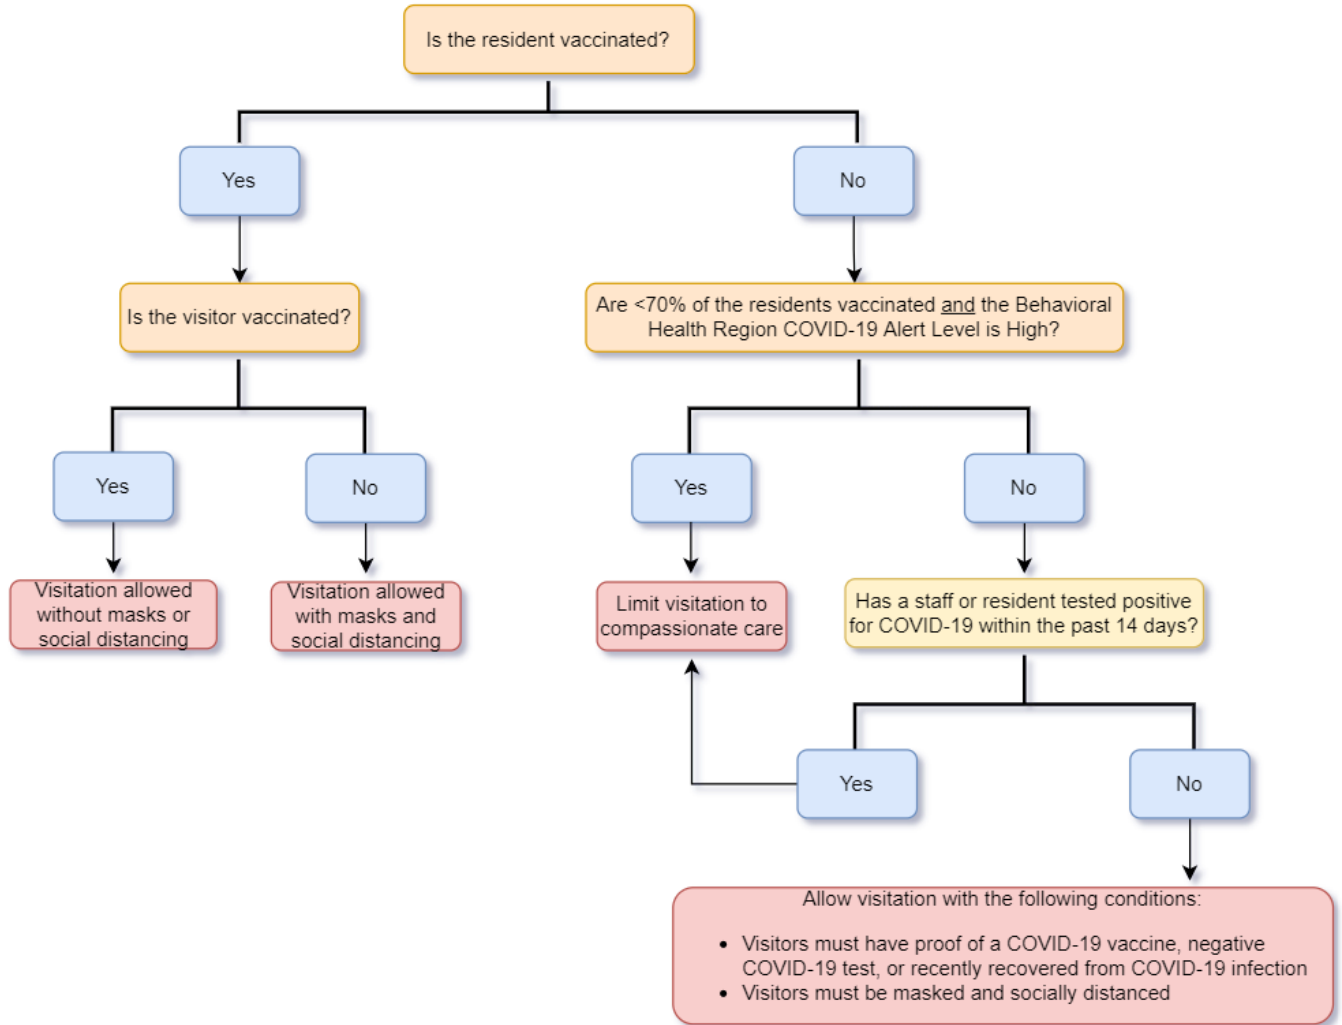 Is the resident vaccinated?
Yes
No
Is the visitor vaccinated?
Are <70% of the residents vaccinated and the Behavioral
Health Region COVID-19 Alert Level is High?
Yes
No
Yes
No
Visitation allowed
without masks or
social distancing
Visitation allowed
with masks and
social distancing
Limit visitation to
compassionate care
Has a staff or resident tested positive
for COVID-19 within the past 14 days?
Yes
No
Allow visitation with the following conditions:
• Visitors must have proof of a COVID-19 vaccine, negative
COVID-19 test, or recently recovered from COVID-19 infection
• Visitors must be masked and socially distanced